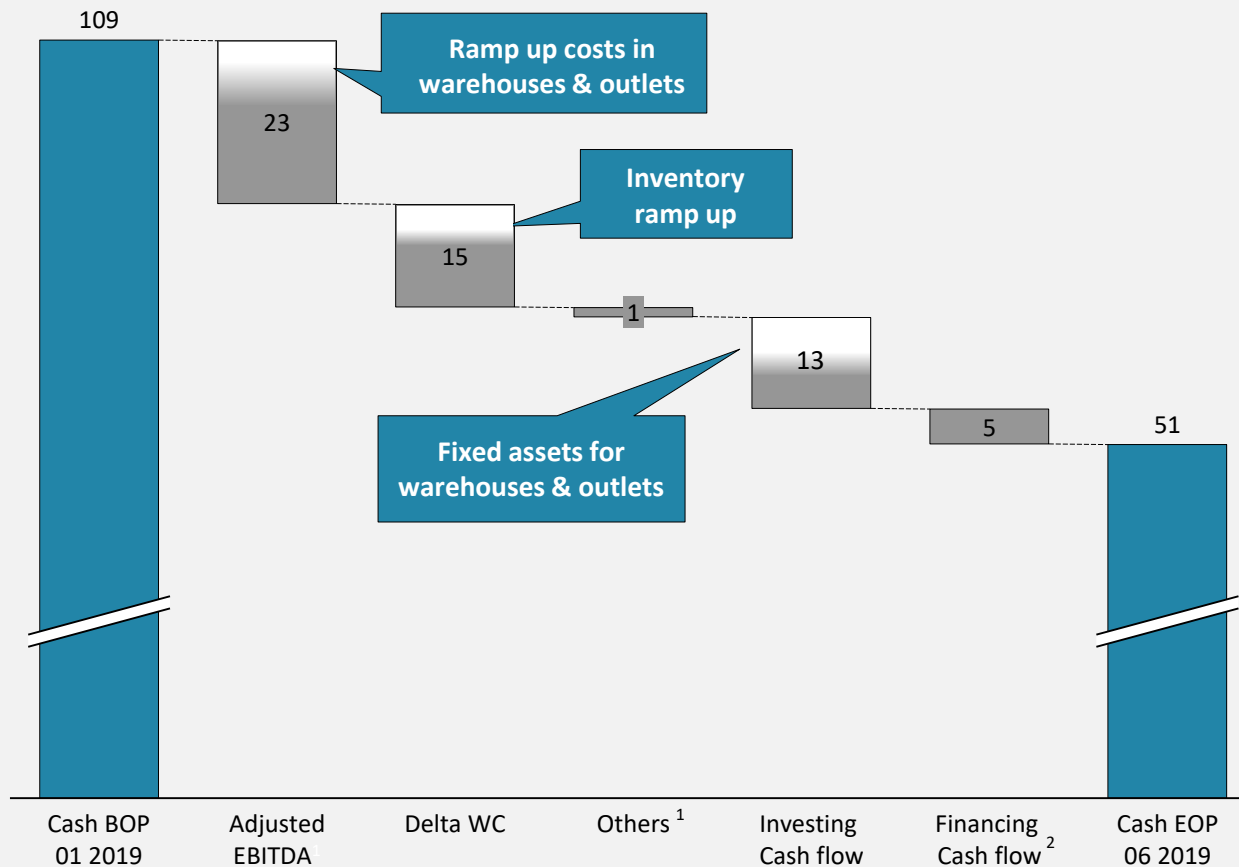 109
Ramp up costs in
warehouses & outlets
23
Inventory
ramp up
15
1
13
Fixed assets for
warehouses & outlets
5
51
Cash BOP
01 2019
Adjusted
EBITDA 1
Delta WC
Others 1
Investing
Cash flow
Financing
Cash flow 2
Cash EOP
06 2019